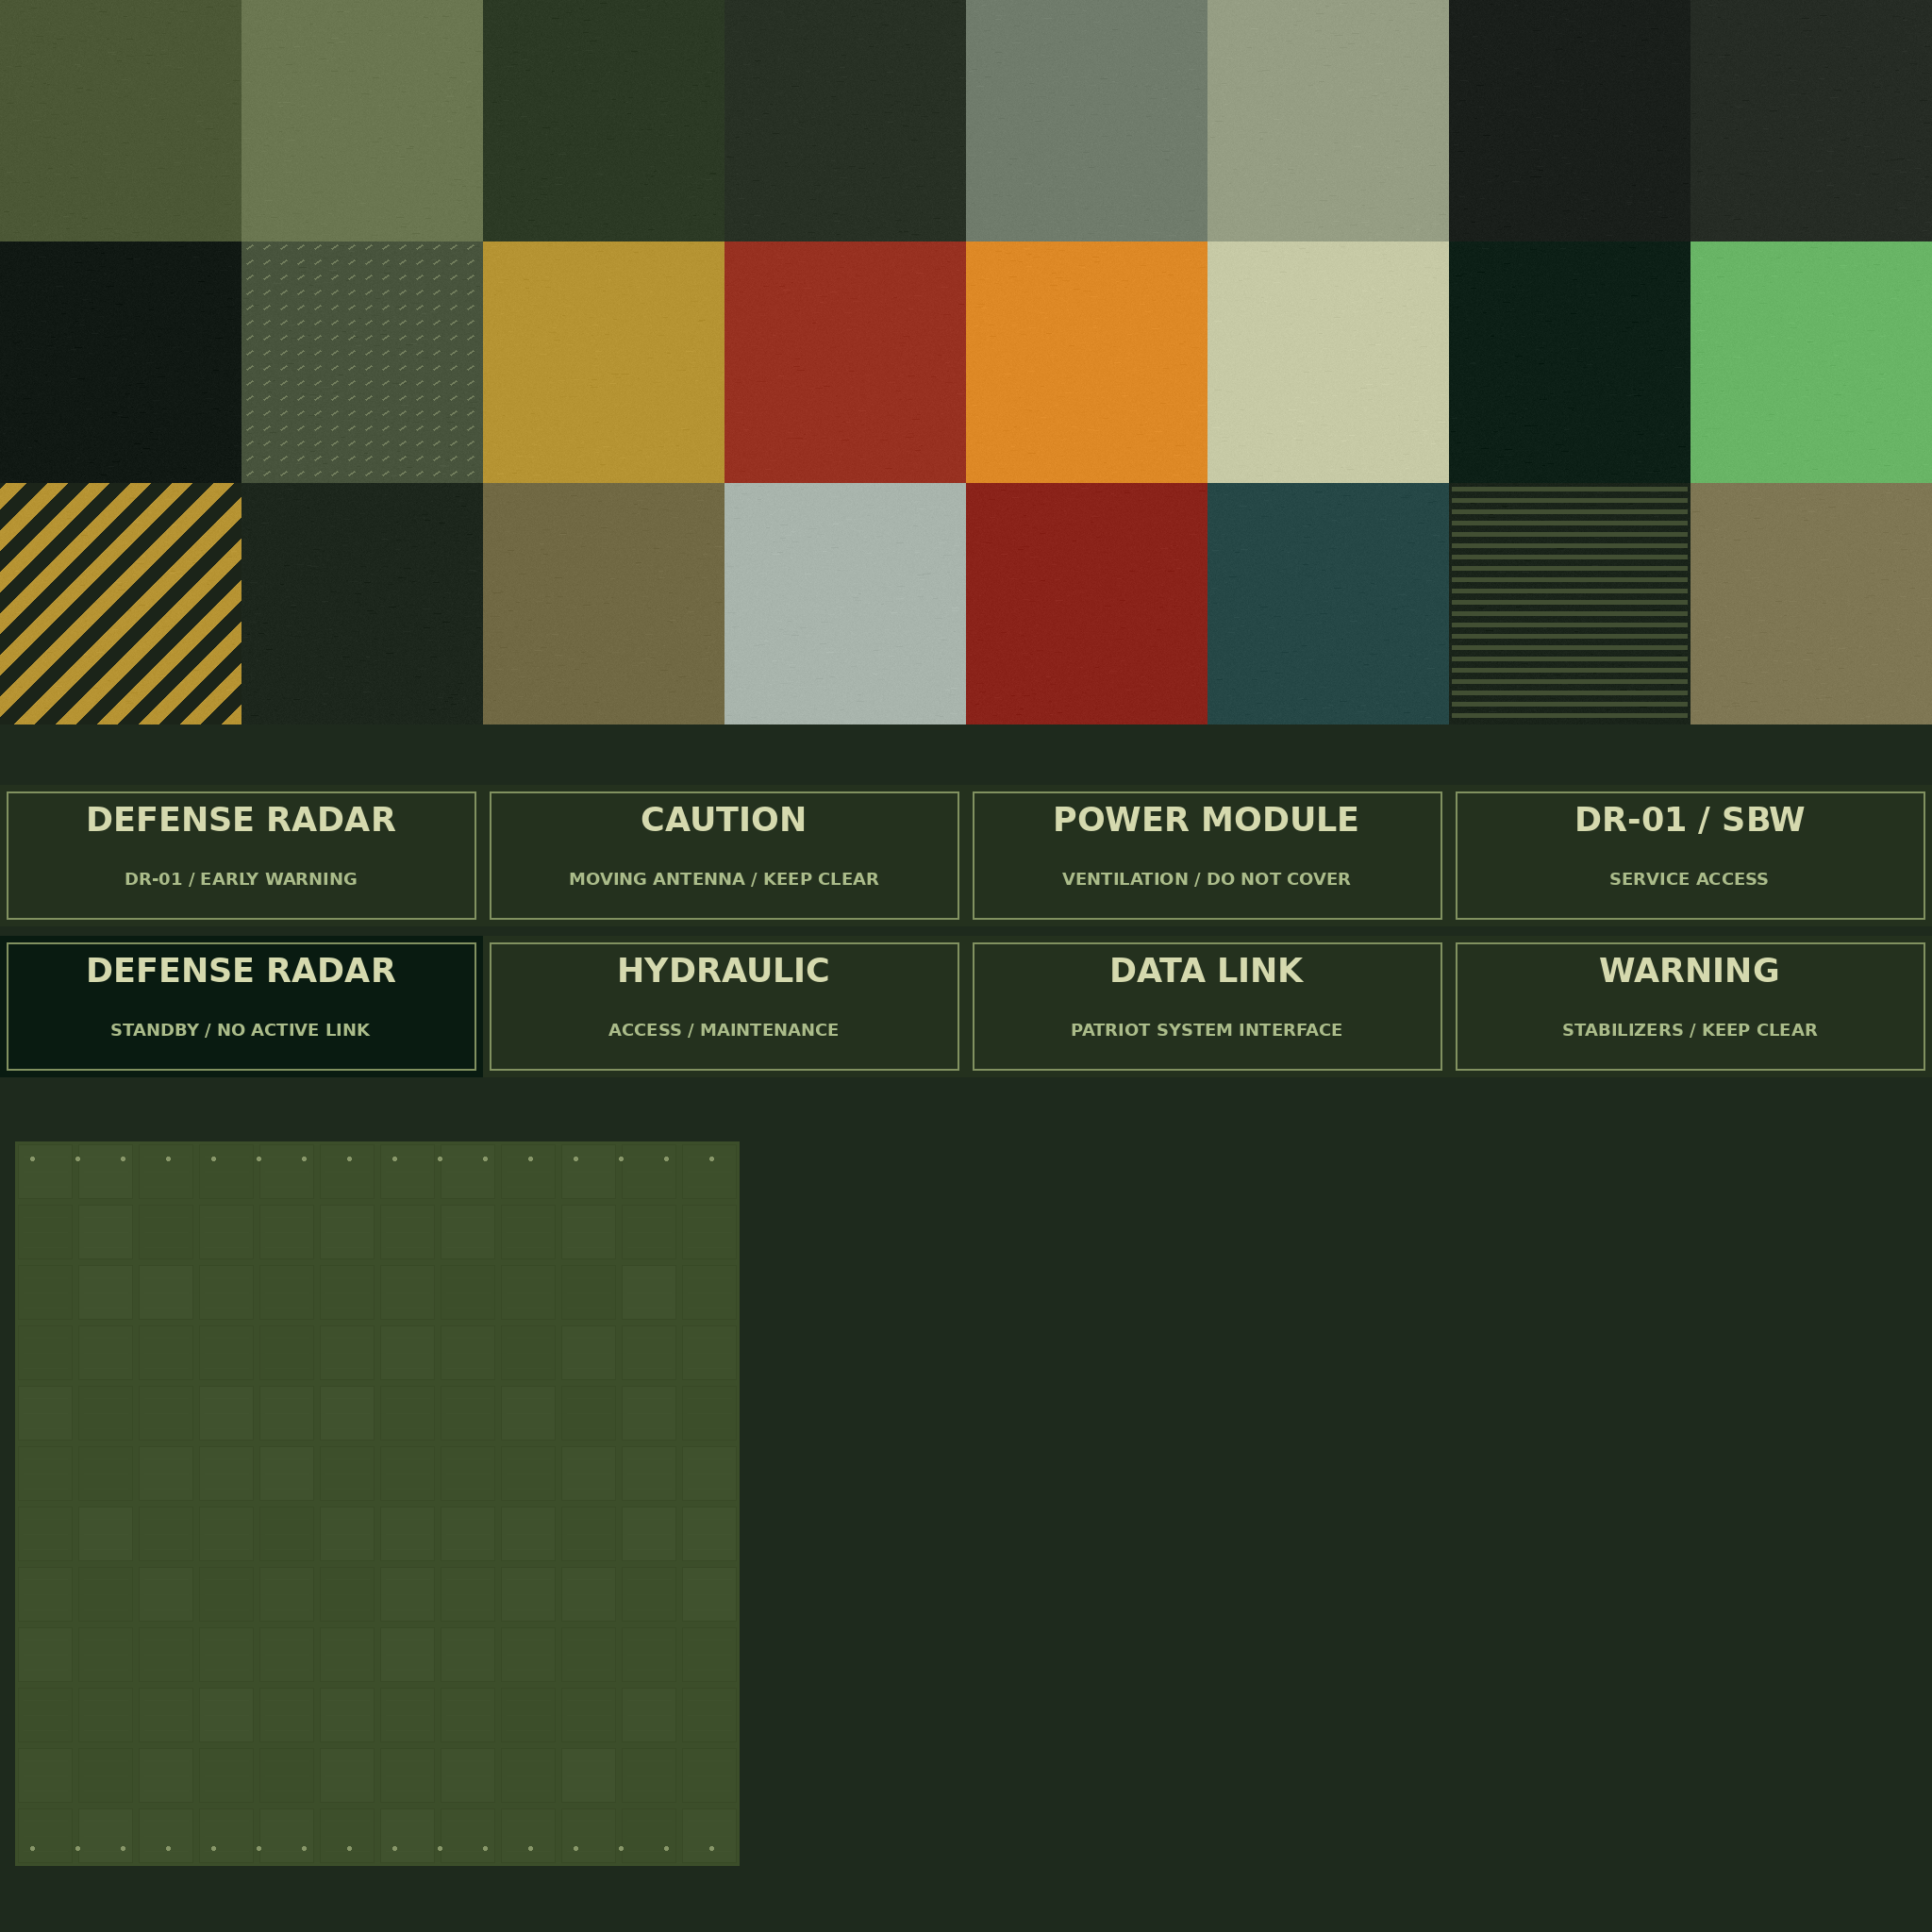 DEFENSE RADAR
DR-01 / EARLY WARNING
CAUTION
MOVING ANTENNA / KEEP CLEAR
POWER MODULE
VENTILATION / DO NOT COVER
DR-01 / SBW
SERVICE ACCESS
DEFENSE RADAR
STANDBY / NO ACTIVE LINK
HYDRAULIC
ACCESS / MAINTENANCE
DATA LINK
PATRIOT SYSTEM INTERFACE
WARNING
STABILIZERS / KEEP CLEAR